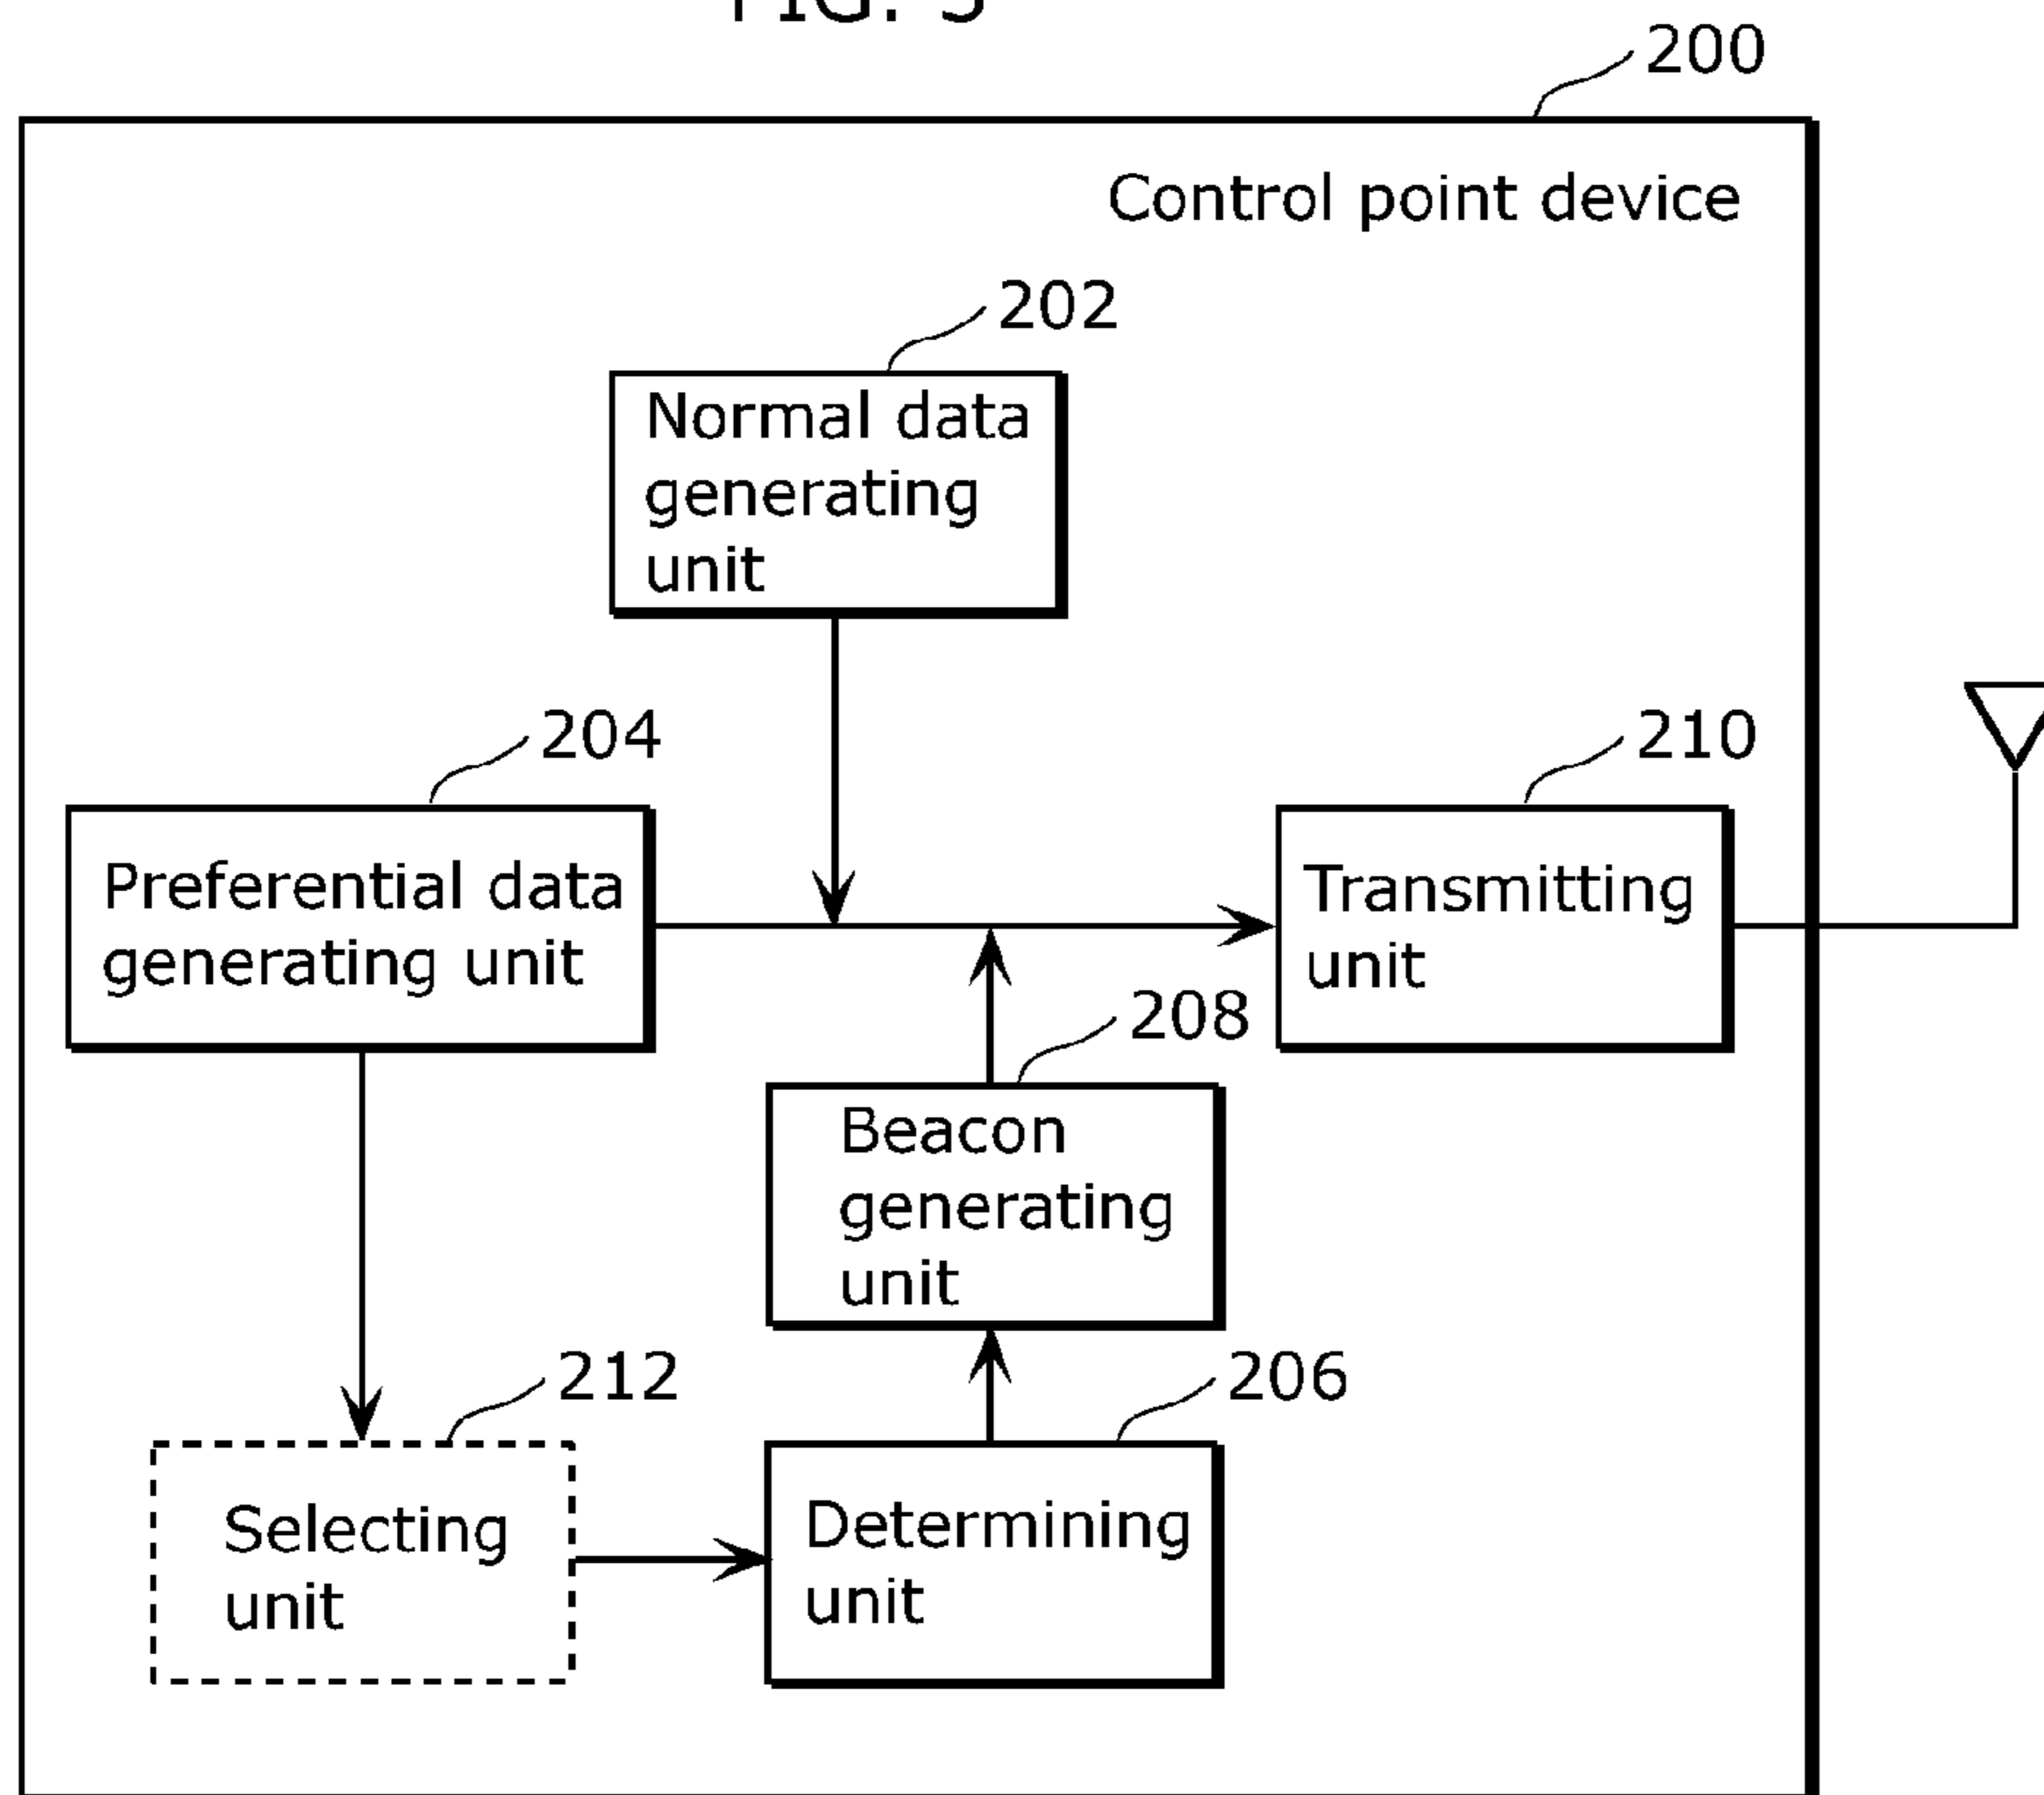 200
Control point device
202
Normal data
generating
unit
204
210
Preferential data
generating unit
Transmitting
unit
208
Beacon
generating
unit
212
206
Selecting
unit
Determining
unit